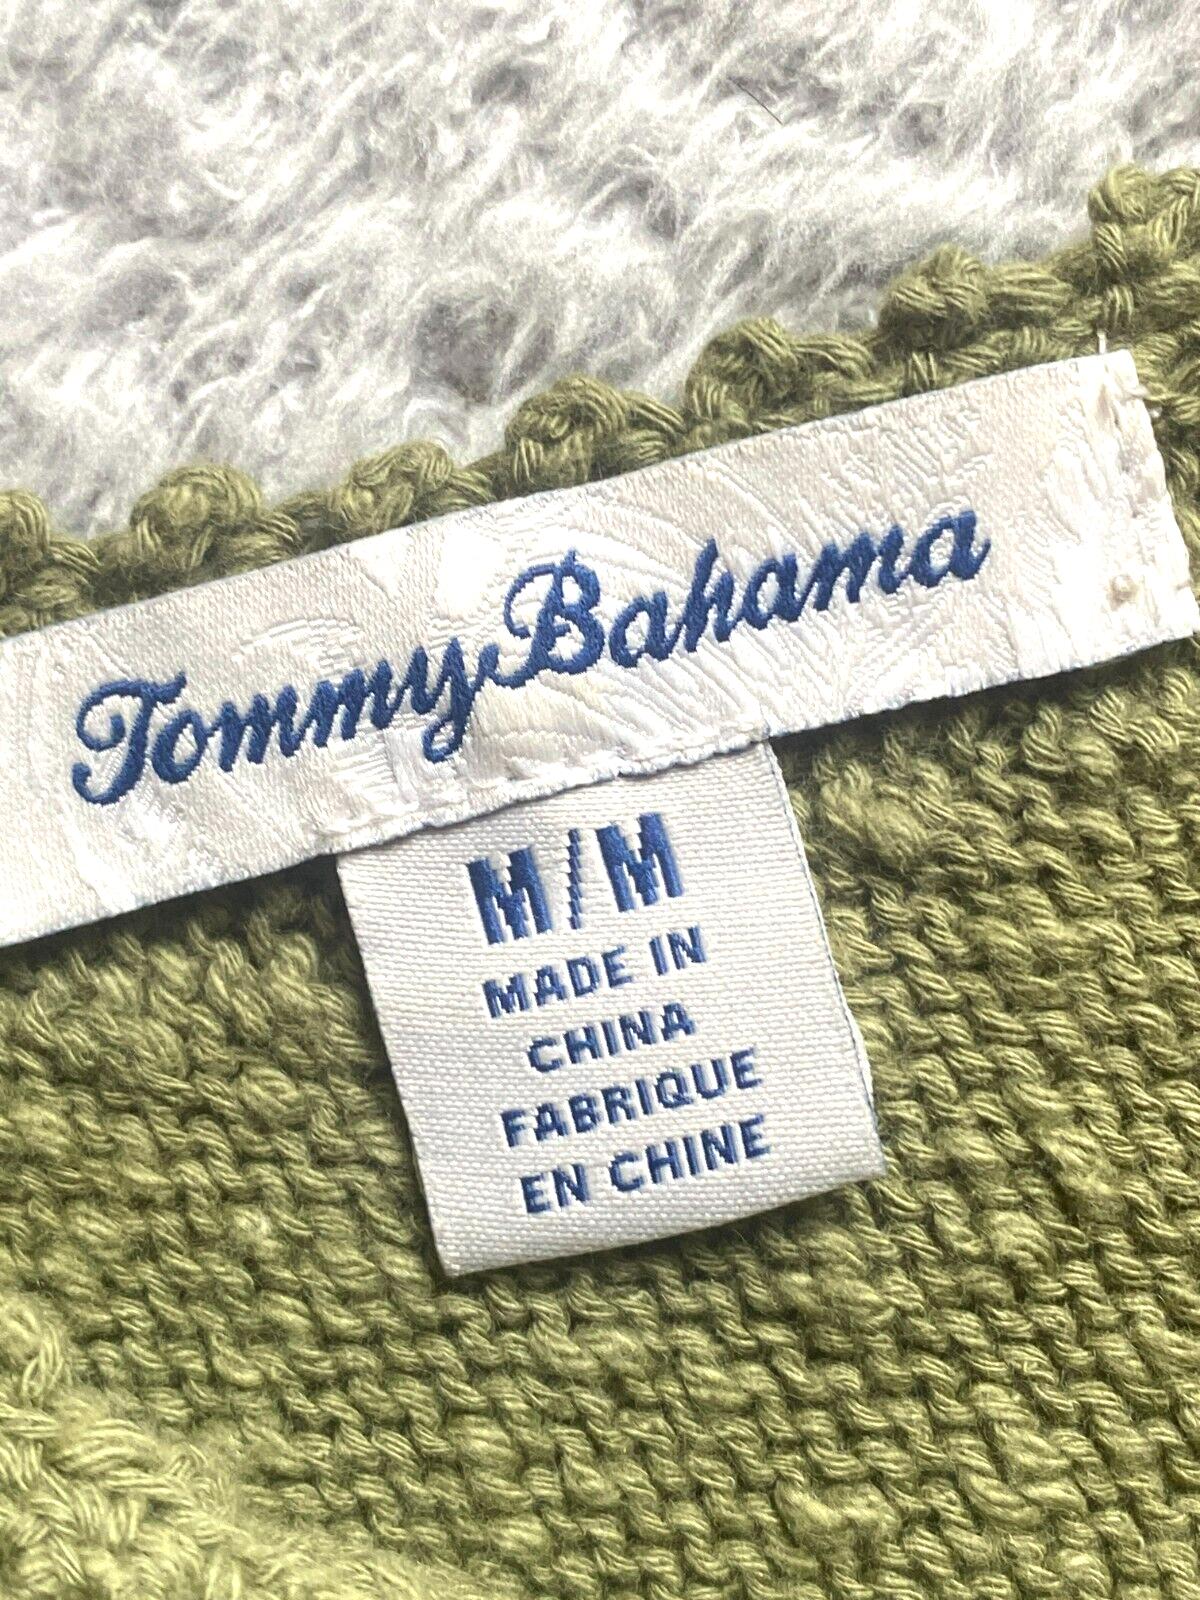 Tommy Bahama
M/M
MADE IN
CHINA
FABRIQUE
EN CHINE